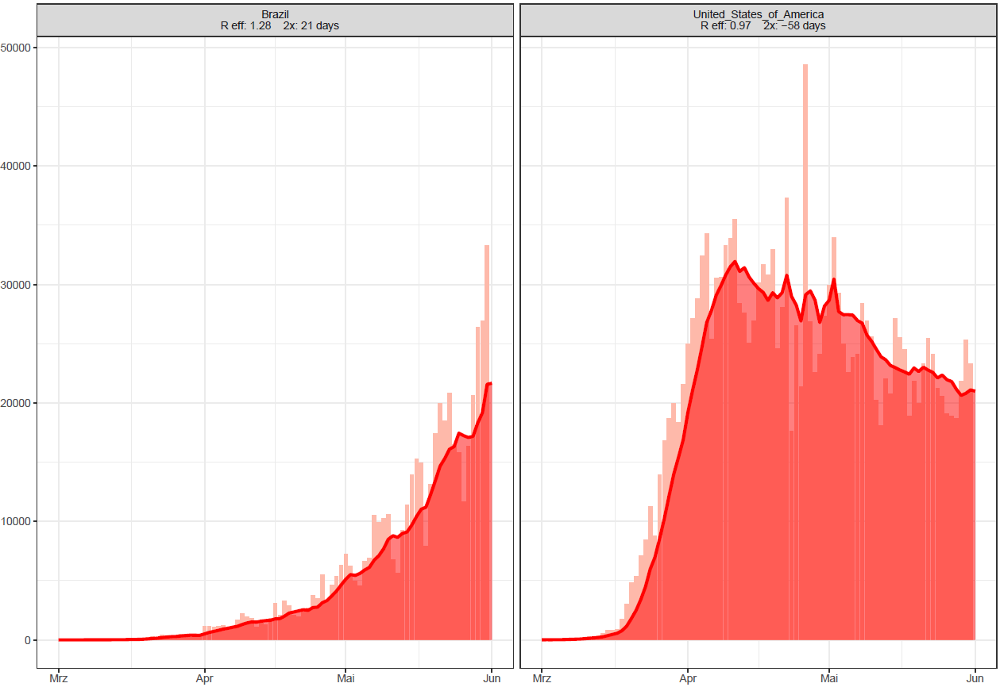 Brazil
R eff: 1.28 2x: 21 days
United_States_of_America
R eff: 0.97 2x: −58 days
50000
40000
30000
20000
10000
0
Mrz Apr Mai Jun
Mrz Apr Mai Jun